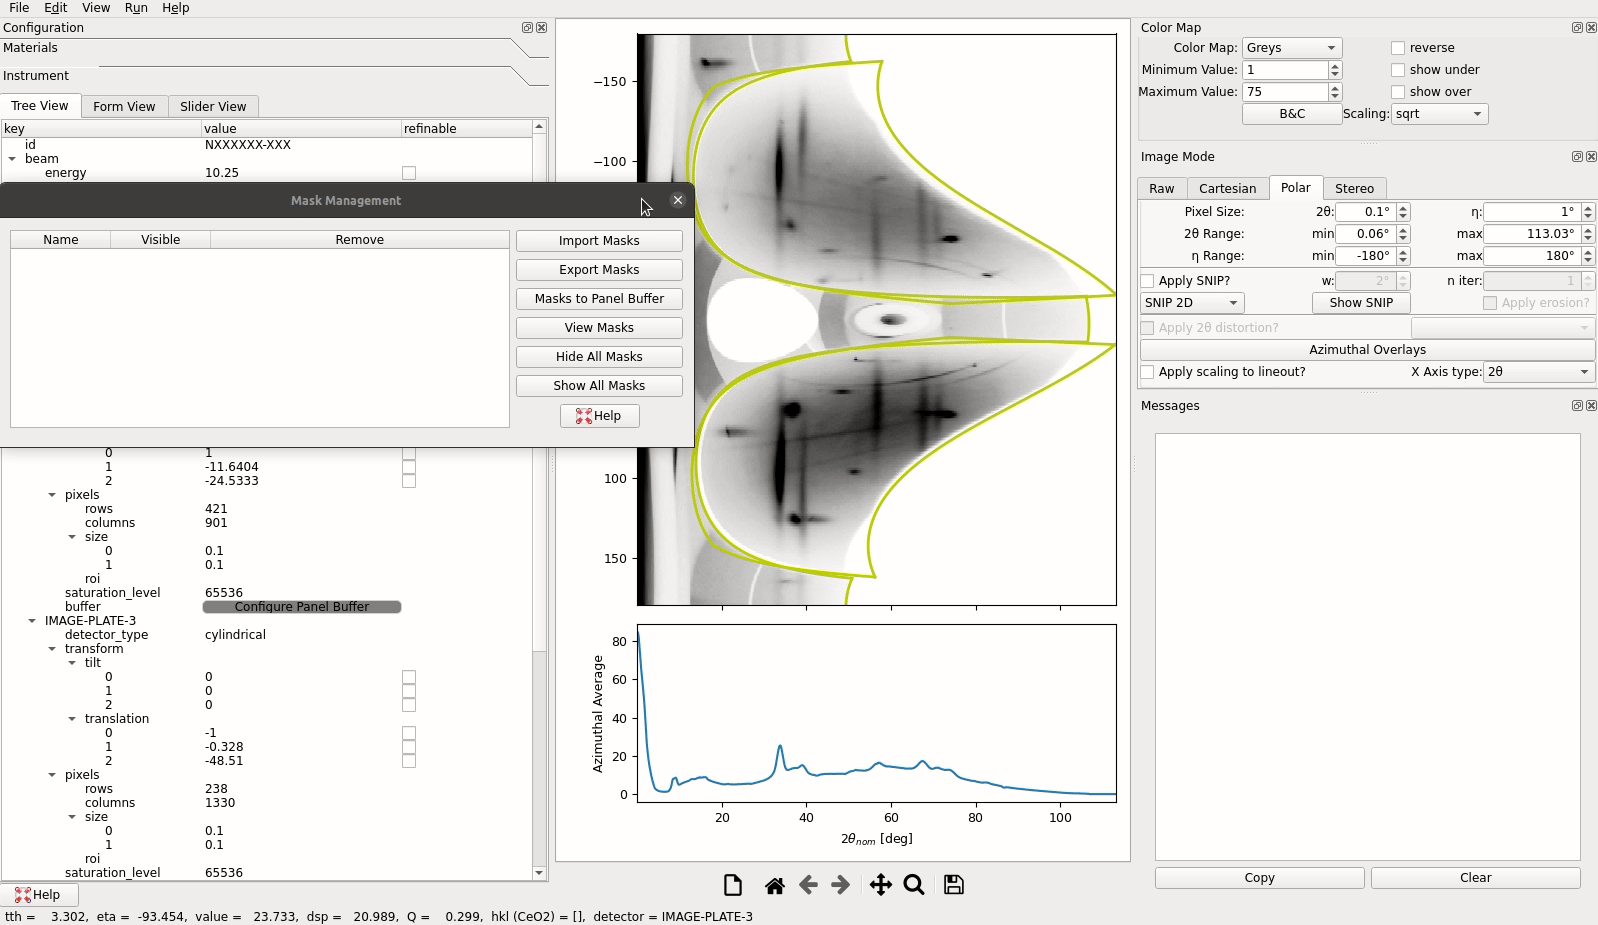 File Edit View Run Help
Configuration
Materials
Instrument
Tree View Form View Slider View
key value refinable
id NXXXXXX-XXX
beam
energy 10.25
Mask Management
Name Visible Remove
Import Masks
Export Masks
Masks to Panel Buffer
View Masks
Hide All Masks
Show All Masks
Help
0 1
1 -11.6404
2 -24.5333
pixels
rows 421
columns 901
size
0 0.1
1 0.1
roi
saturation_level 65536
buffer Configure Panel Buffer
IMAGE-PLATE-3
detector_type cylindrical
transform
tilt
0 0
1 0
2 0
translation
0 -1
1 -0.328
2 -48.51
pixels
rows 238
columns 1330
size
0 0.1
1 0.1
roi
saturation_level 65536
Help
−150
−100
100
150
80
60
40
20
0
Azimuthal Average
20 40 60 80 100
2θnom [deg]
Color Map
Color Map: Greys reverse
Minimum Value: 1 show under
Maximum Value: 75 show over
B&C Scaling: sqrt
Image Mode
Raw Cartesian Polar Stereo
Pixel Size: 2θ: 0.1° η: 1°
2θ Range: min 0.06° max 113.03°
η Range: min -180° max 180°
Apply SNIP? w: 2° n iter: 1
SNIP 2D Show SNIP Apply erosion?
Apply 2θ distortion?
Azimuthal Overlays
Apply scaling to lineout? X Axis type: 2θ
Messages
Copy Clear
tth = 3.302, eta = -93.454, value = 23.733, dsp = 20.989, Q = 0.299, hkl (CeO2) = [], detector = IMAGE-PLATE-3